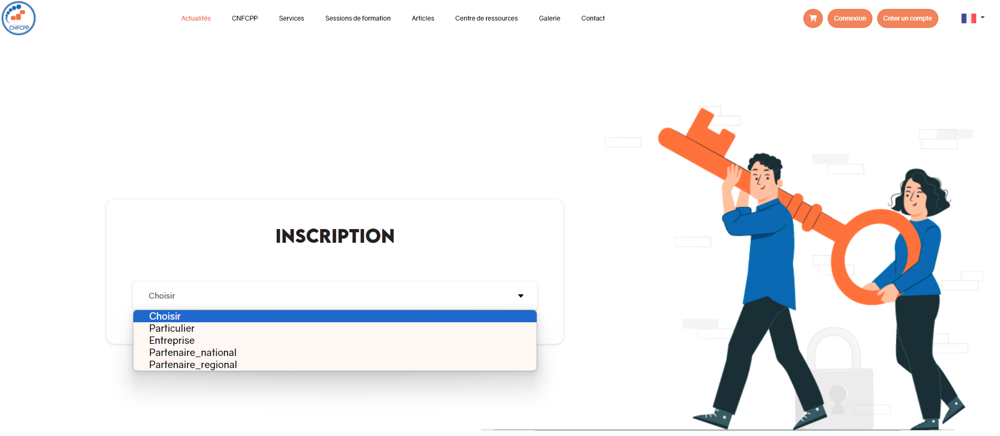 CNFCPP
Actualités
CNFCPP
Services
Sessions de formation
Articles
Centre de ressources
Galerie
Contact
Connexion
Créer un compte
INSCRIPTION
Choisir
Choisir
Particulier
Entreprise
Partenaire_national
Partenaire_regional